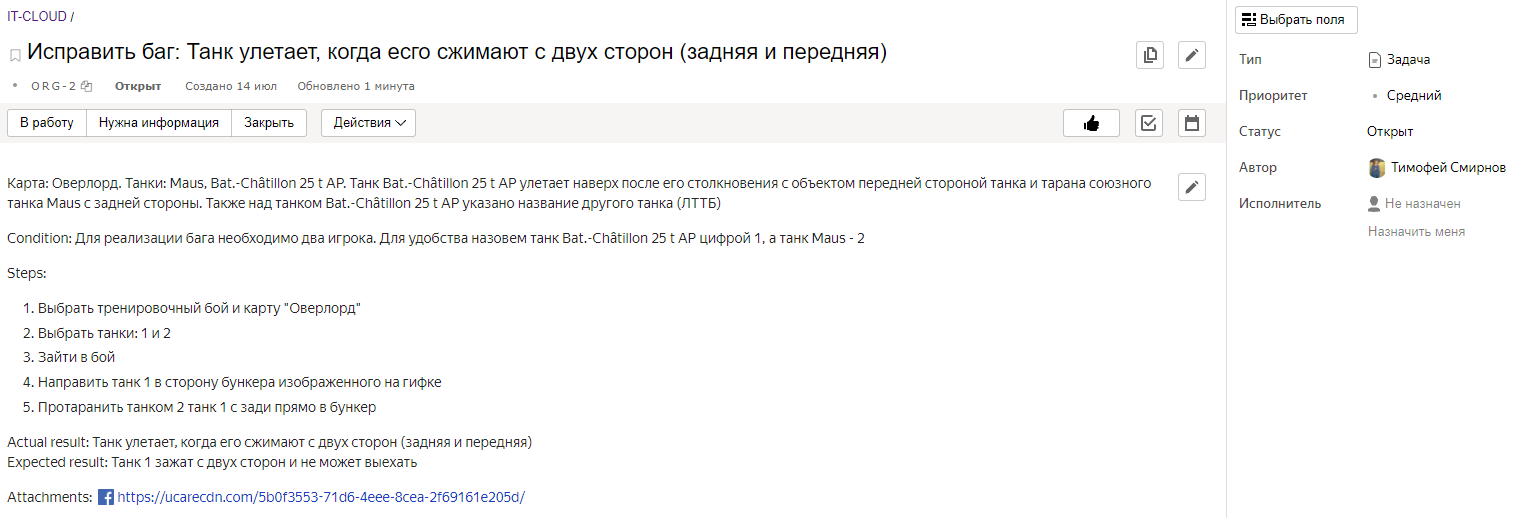 IT-CLOUD /
Исправить баг: Танк улетает, когда есго сжимают с двух сторон (задняя и передняя)
ORG-2 Открыт Создано 14 июл Обновлено 1 минута
В работу Нужна информация Закрыть Действия
Карта: Оверлорд. Танки: Maus, Bat.-Châtillon 25 t AP. Танк Bat.-Châtillon 25 t AP улетает наверх после его столкновения с объектом передней стороной танка и тарана союзного
танка Maus с задней стороны. Также над танком Bat.-Châtillon 25 t AP указано название другого танка (ЛТТБ)
Condition: Для реализации бага необходимо два игрока. Для удобства назовем танк Bat.-Châtillon 25 t AP цифрой 1, а танк Maus - 2
Steps:
1. Выбрать тренировочный бой и карту "Оверлорд"
2. Выбрать танки: 1 и 2
3. Зайти в бой
4. Направить танк 1 в сторону бункера изображенного на гифке
5. Протаранить танком 2 танк 1 с зади прямо в бункер
Actual result: Танк улетает, когда его сжимают с двух сторон (задняя и передняя)
Expected result: Танк 1 зажат с двух сторон и не может выехать
Attachments: https://ucarecdn.com/5b0f3553-71d6-4eee-8cea-2f69161e205d/
Выбрать поля
Тип Задача
Приоритет Средний
Статус Открыт
Автор Тимофей Смирнов
Исполнитель Не назначен
Назначить меня